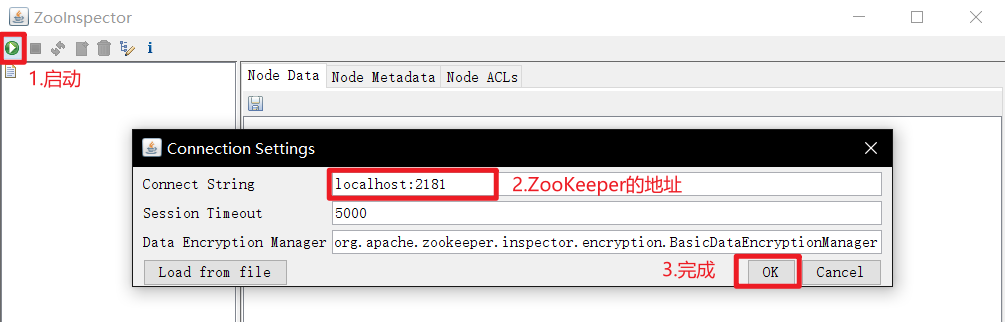 ZooInspector
1.启动
Node Data Node Metadata Node ACLs
Connection Settings
Connect String localhost:2181 2.ZooKeeper的地址
Session Timeout 5000
Data Encryption Manager org.apache.zookeeper.inspector.encryption.BasicDataEncryptionManager
Load from file 3.完成 OK Cancel